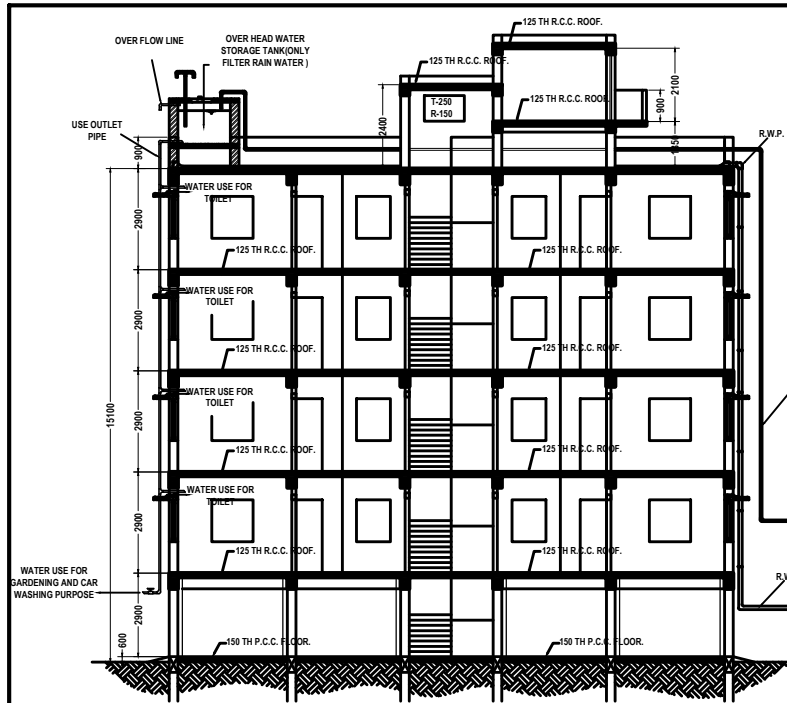 125 TH R.C.C. ROOF.
OVER FLOW LINE
OVER HEAD WATER
STORAGE TANK(ONLY
FILTER RAIN WATER )
125 TH R.C.C. ROOF.
T-250
R-150
125 TH R.C.C. ROOF.
2400
2100
900
USE OUTLET
PIPE
900
R.W.P.
WATER USE FOR
TOILET
2900
125 TH R.C.C. ROOF.
125 TH R.C.C. ROOF.
WATER USE FOR
TOILET
2900
125 TH R.C.C. ROOF.
125 TH R.C.C. ROOF.
15100
WATER USE FOR
TOILET
2900
125 TH R.C.C. ROOF.
125 TH R.C.C. ROOF.
WATER USE FOR
TOILET
2900
125 TH R.C.C. ROOF.
125 TH R.C.C. ROOF.
WATER USE FOR
GARDENING AND CAR
WASHING PURPOSE
2900
600
150 TH P.C.C. FLOOR.
150 TH P.C.C. FLOOR.